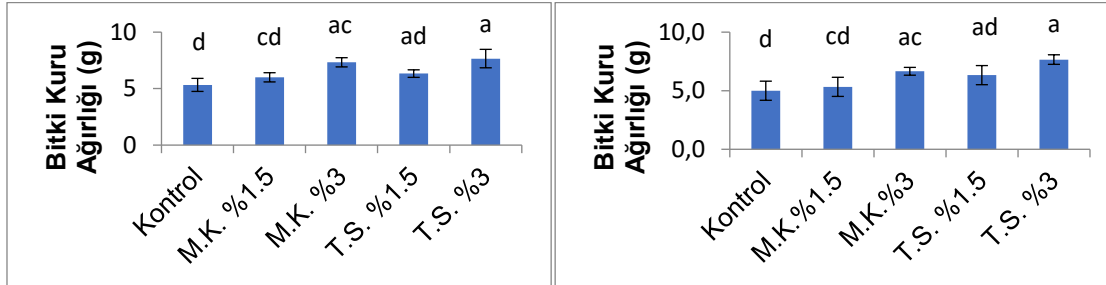 Bitki Kuru
Ağırlığı (g)
10
5
0
d
cd
ac
ad
a
Kontrol
M.K. %1.5
M.K. %3
T.S. %1.5
T.S. %3
Bitki Kuru
Ağırlığı (g)
10,0
5,0
0,0
d
cd
ac
ad
a
Kontrol
M.K. %1.5
M.K. %3
T.S. %1.5
T.S. %3